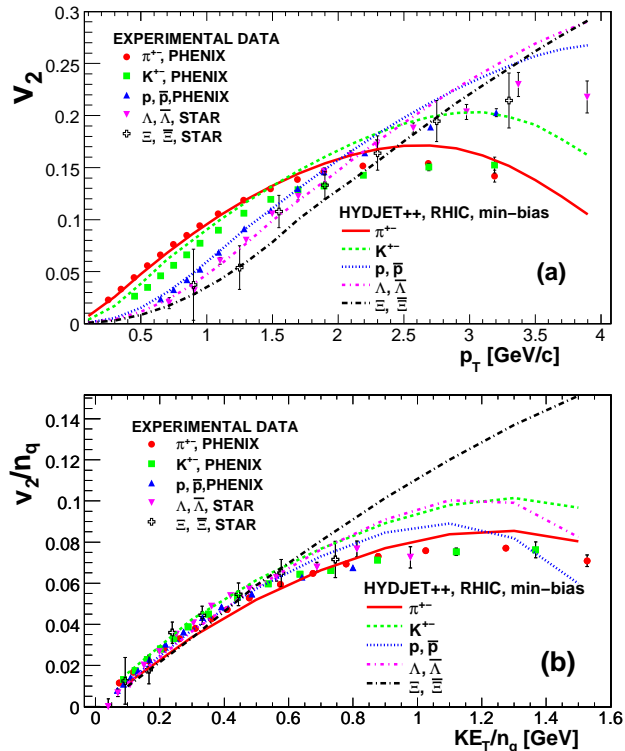 0.3
0.25
0.2
0.15
0.1
0.05
0
V₂
EXPERIMENTAL DATA
π⁺⁻, PHENIX
K⁺⁻, PHENIX
p, p̅,PHENIX
Λ, Λ̅, STAR
Ξ, Ξ̅, STAR
HYDJET++, RHIC, min-bias
π⁺⁻
K⁺⁻
p, p̅
Λ, Λ̅
Ξ, Ξ̅
(a)
0.5 1 1.5 2 2.5 3 3.5 4
p_T [GeV/c]
0.14
0.12
0.1
0.08
0.06
0.04
0.02
0
v₂/n_q
EXPERIMENTAL DATA
π⁺⁻, PHENIX
K⁺⁻, PHENIX
p, p̅,PHENIX
Λ, Λ̅, STAR
Ξ, Ξ̅, STAR
HYDJET++, RHIC, min-bias
π⁺⁻
K⁺⁻
p, p̅
Λ, Λ̅
Ξ, Ξ̅
(b)
0 0.2 0.4 0.6 0.8 1 1.2 1.4 1.6
KE_T/n_q [GeV]